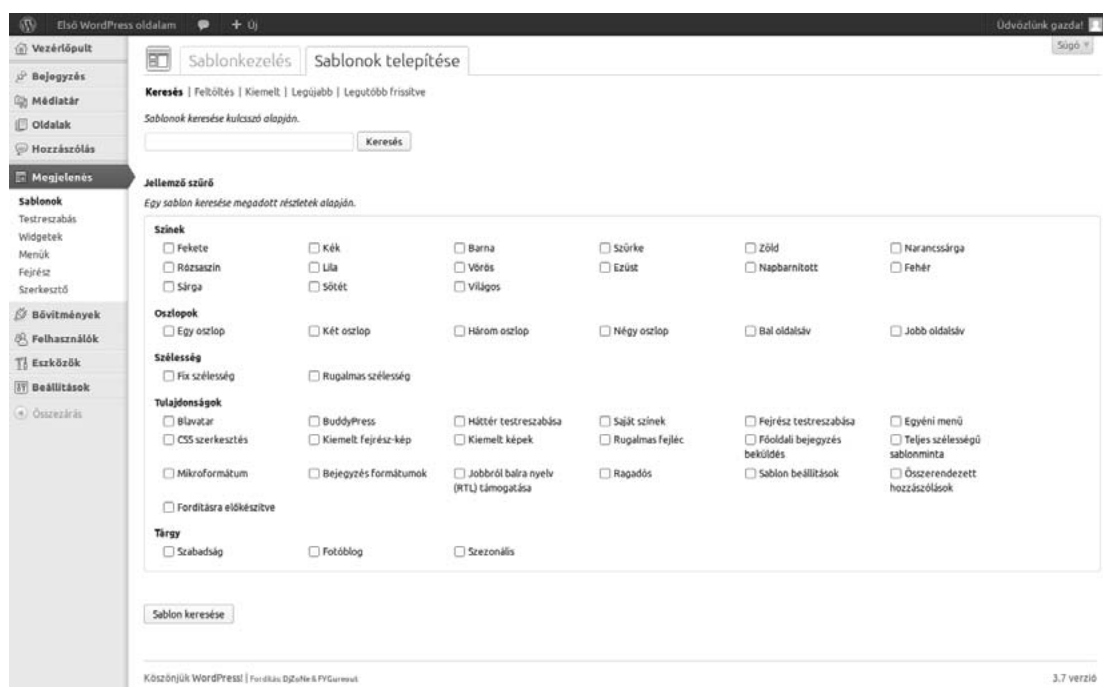 Első WordPress oldalam + Új Üdvözlünk gazda!
Súgó
Vezérlőpult
Bejegyzés
Médiatár
Oldalak
Hozzászólás
Megjelenés
Sablonok
Testreszabás
Widgetek
Menük
Fejrész
Szerkesztő
Bővítmények
Felhasználók
Eszközök
Beállítások
Összezárás
Sablonkezelés Sablonok telepítése
Keresés | Feltöltés | Kiemelt | Legújabb | Legutóbb frissítve
Sablonok keresése kulcsszó alapján.
Keresés
Jellemző szűrő
Egy sablon keresése megadott részletek alapján.
Színek
Fekete Kék Barna Szürke Zöld Narancssárga
Rózsaszín Lila Vörös Ezüst Napbarnított Fehér
Sárga Sötét Világos
Oszlopok
Egy oszlop Két oszlop Három oszlop Négy oszlop Bal oldalsáv Jobb oldalsáv
Szélesség
Fix szélesség Rugalmas szélesség
Tulajdonságok
Blavatar BuddyPress Háttér testreszabása Saját színek Fejrész testreszabása Egyéni menü
CSS szerkesztés Kiemelt fejrész-kép Kiemelt képek Rugalmas fejléc Főoldali bejegyzés Teljes szélességű
beküldés sablonminta
Mikroformátum Bejegyzés formátumok Jobbról balra nyelv Ragadós Sablon beállítások Összerendezett
(RTL) támogatása hozzászólások
Fordításra előkészítve
Tárgy
Szabadság Fotóblog Szezonális
Sablon keresése
Köszönjük WordPress! | Fordítás: DjZoNe & FYGureout 3.7 verzió